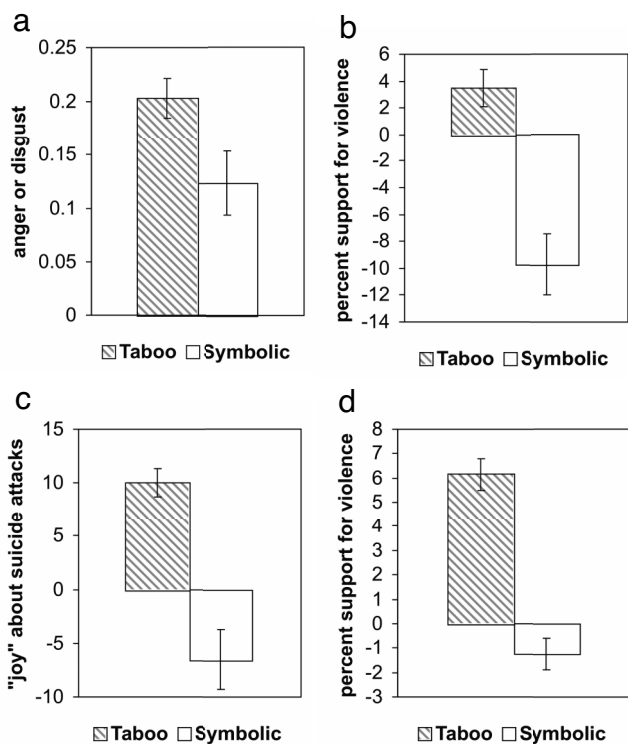 a
anger or disgust
0.25
0.2
0.15
0.1
0.05
0
Taboo Symbolic
b
percent support for violence
6
4
2
0
-2
-4
-6
-8
-10
-12
-14
Taboo Symbolic
c
"joy" about suicide attacks
15
10
5
0
-5
-10
Taboo Symbolic
d
percent support for violence
8
7
6
5
4
3
2
1
0
-1
-2
-3
Taboo Symbolic